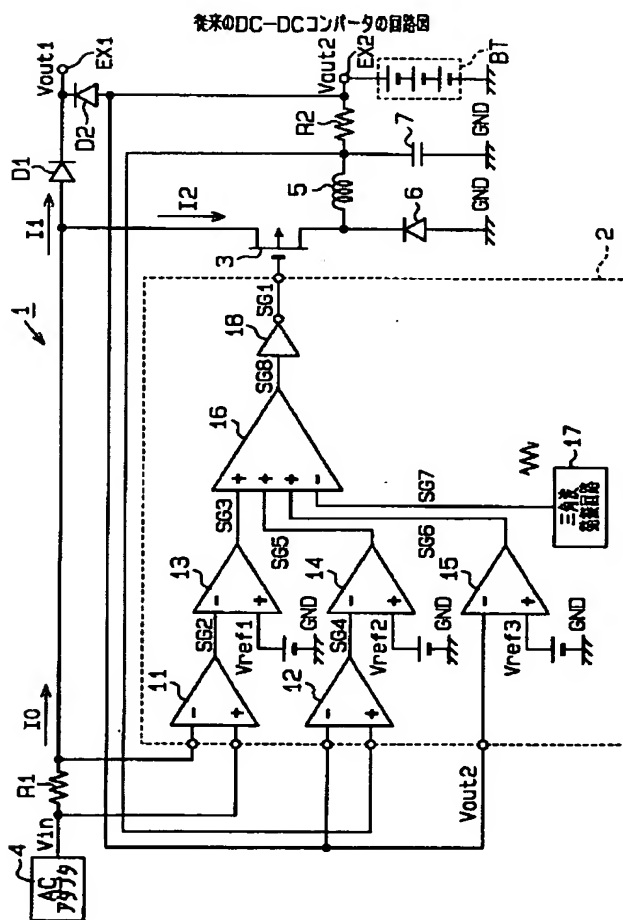 従来のDC-DCコンバータの回路図
1
4
ACアダプタ
Vin
R1
I0
I1
D1
Vout1
EX1
D2
I2
3
5
6
GND
7
GND
R2
Vout2
EX2
BT
2
11
12
SG2
SG4
13
14
15
Vref1
GND
Vref2
GND
Vref3
GND
Vout2
SG3
SG5
SG6
SG7
16
SG8
18
SG1
17
三角波
発振回路